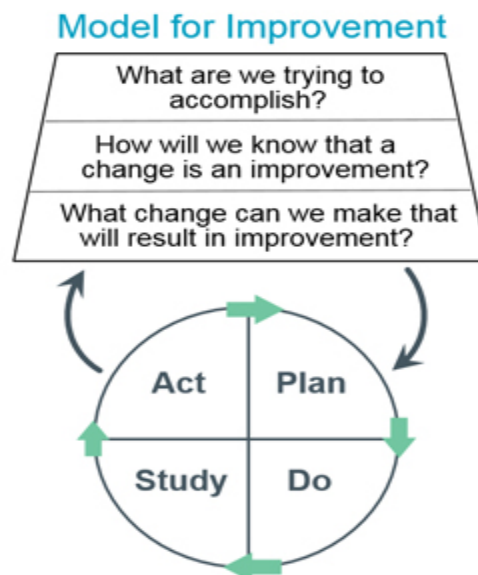 Model for Improvement
What are we trying to
accomplish?
How will we know that a
change is an improvement?
What change can we make that
will result in improvement?
Act
Plan
Study
Do